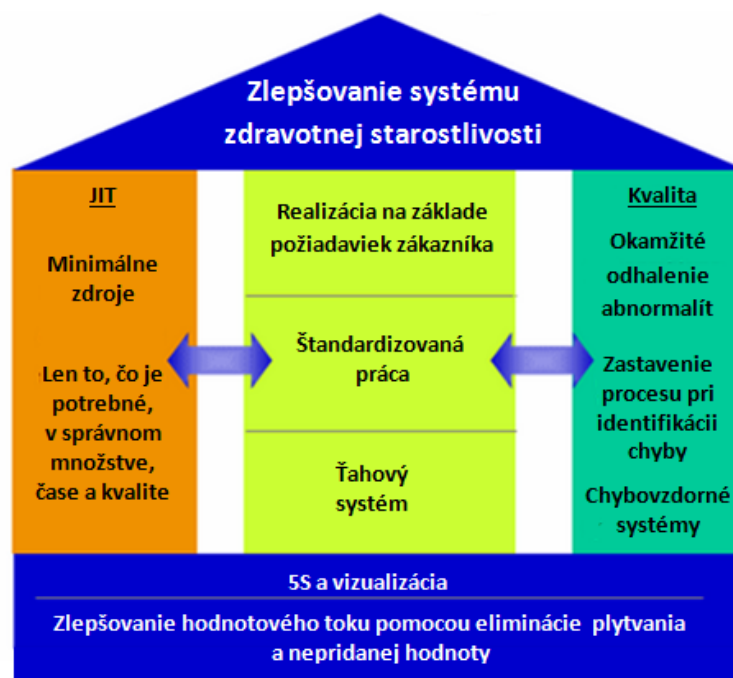 Zlepšovanie systému
zdravotnej starostlivosti
JIT
Minimálne
zdroje
Len to, čo je
potrebné,
v správnom
množstve,
čase a kvalite
Realizácia na základe
požiadaviek zákazníka
Štandardizovaná
práca
Ťahový
systém
Kvalita
Okamžité
odhalenie
abnormalít
Zastavenie
procesu pri
identifikácii
chyby
Chybovzdorné
systémy
5S a vizualizácia
Zlepšovanie hodnotového toku pomocou eliminácie plytvania
a nepridanej hodnoty